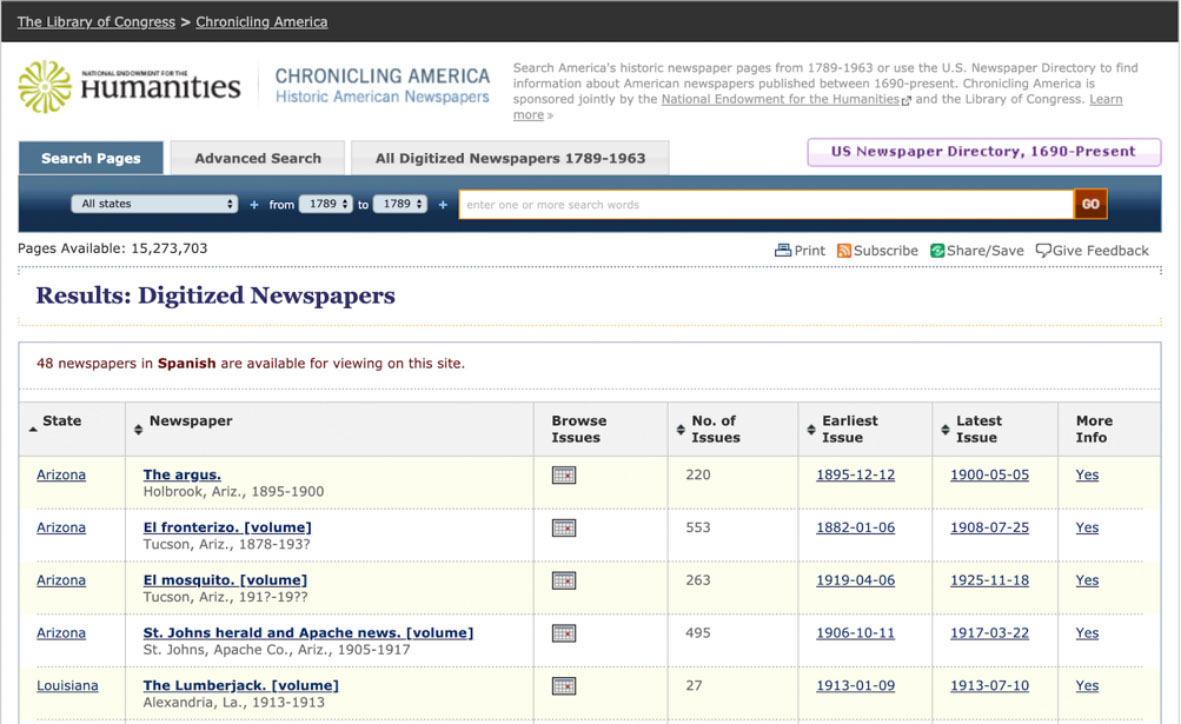 The Library of Congress > Chronicling America
NATIONAL ENDOWMENT FOR THE
Humanities
CHRONICLING AMERICA
Historic American Newspapers
Search America's historic newspaper pages from 1789-1963 or use the U.S. Newspaper Directory to find
information about American newspapers published between 1690-present. Chronicling America is
sponsored jointly by the National Endowment for the Humanities and the Library of Congress. Learn
more »
Search Pages Advanced Search All Digitized Newspapers 1789-1963 US Newspaper Directory, 1690-Present
All states + from 1789 to 1789 + enter one or more search words GO
Pages Available: 15,273,703 Print Subscribe Share/Save Give Feedback
Results: Digitized Newspapers
48 newspapers in Spanish are available for viewing on this site.
State Newspaper Browse Issues No. of Issues Earliest Issue Latest Issue More Info
Arizona The argus. 220 1895-12-12 1900-05-05 Yes
Holbrook, Ariz., 1895-1900
Arizona El fronterizo. [volume] 553 1882-01-06 1908-07-25 Yes
Tucson, Ariz., 1878-193?
Arizona El mosquito. [volume] 263 1919-04-06 1925-11-18 Yes
Tucson, Ariz., 191?-19??
Arizona St. Johns herald and Apache news. [volume] 495 1906-10-11 1917-03-22 Yes
St. Johns, Apache Co., Ariz., 1905-1917
Louisiana The Lumberjack. [volume] 27 1913-01-09 1913-07-10 Yes
Alexandria, La., 1913-1913